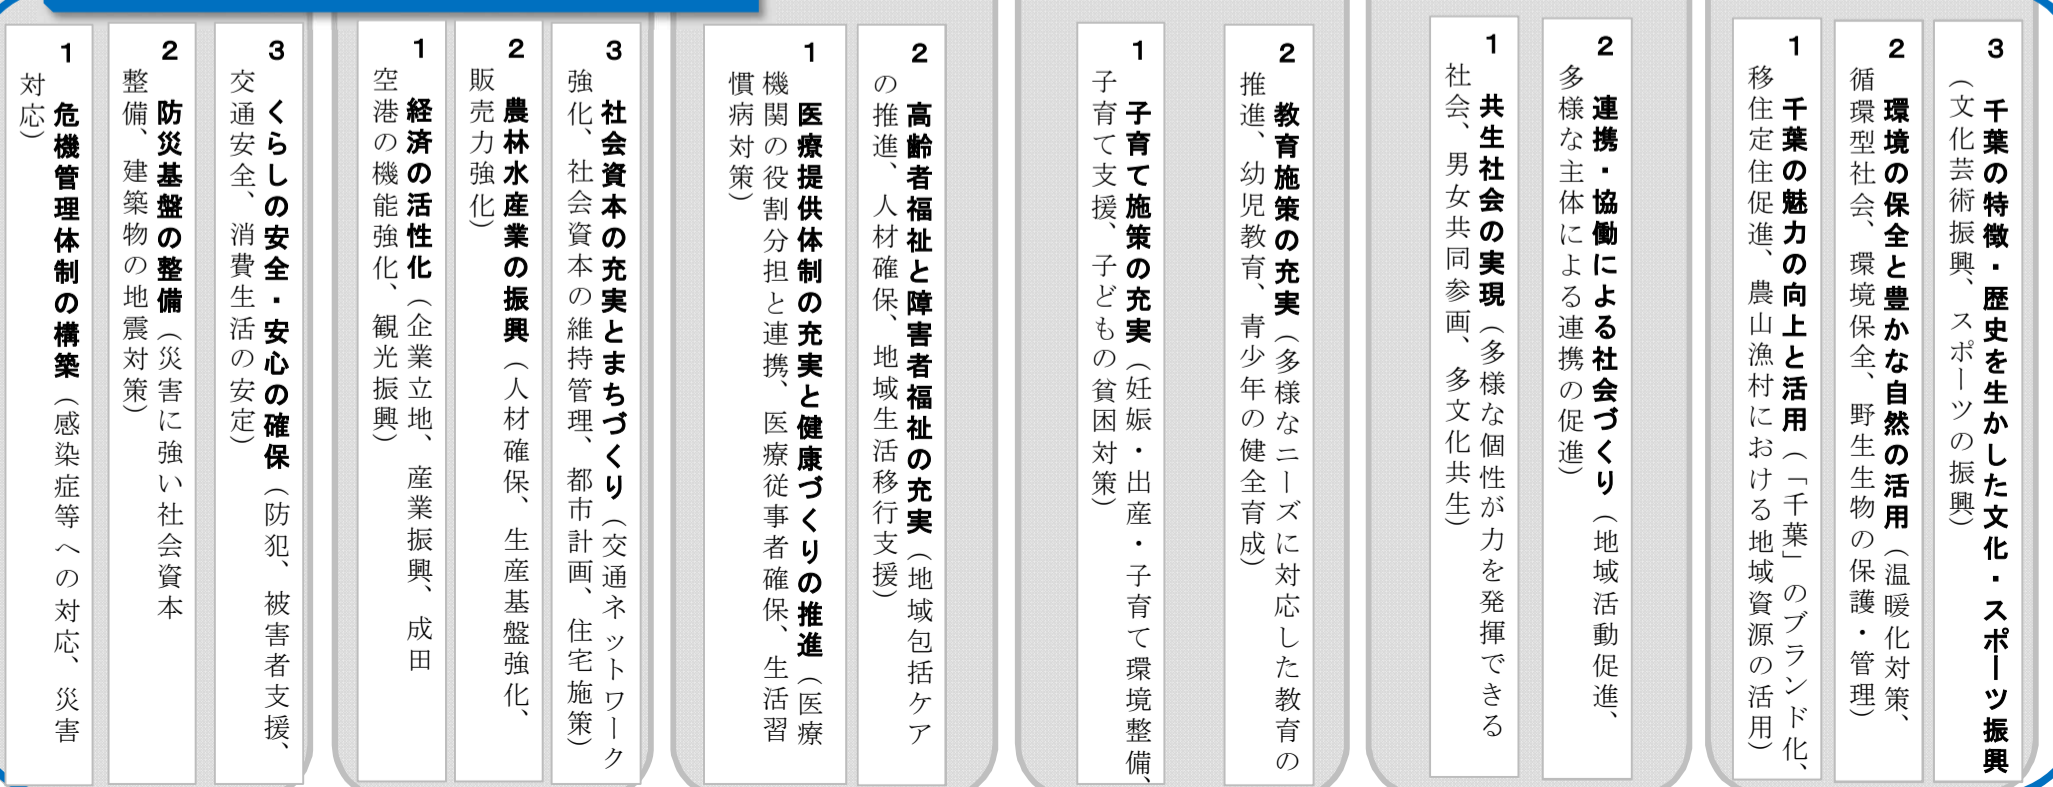 1 危機管理体制の構築（感染症等への対応、災害
対応）
2 防災基盤の整備（災害に強い社会資本
整備、建築物の地震対策）
3 くらしの安全・安心の確保（防犯、被害者支援、
交通安全、消費生活の安定）
1 経済の活性化（企業立地、産業振興、成田
空港の機能強化、観光振興）
2 農林水産業の振興（人材確保、生産基盤強化、
販売力強化）
3 社会資本の充実とまちづくり（交通ネットワーク
強化、社会資本の維持管理、都市計画、住宅施策）
1 医療提供体制の充実と健康づくりの推進（医療
機関の役割分担と連携、医療従事者確保、生活習
慣病対策）
2 高齢者福祉と障害者福祉の充実（地域包括ケア
の推進、人材確保、地域生活移行支援）
1 子育て施策の充実（妊娠・出産・子育て環境整備、
子育て支援、子どもの貧困対策）
2 教育施策の充実（多様なニーズに対応した教育の
推進、幼児教育、青少年の健全育成）
1 共生社会の実現（多様な個性が力を発揮できる
社会、男女共同参画、多文化共生）
2 連携・協働による社会づくり（地域活動促進、
多様な主体による連携の促進）
1 千葉の魅力の向上と活用（「千葉」のブランド化、
移住定住促進、農山漁村における地域資源の活用）
2 環境の保全と豊かな自然の活用（温暖化対策、
循環型社会、環境保全、野生生物の保護・管理）
3 千葉の特徴・歴史を生かした文化・スポーツ振興
（文化芸術振興、スポーツの振興）